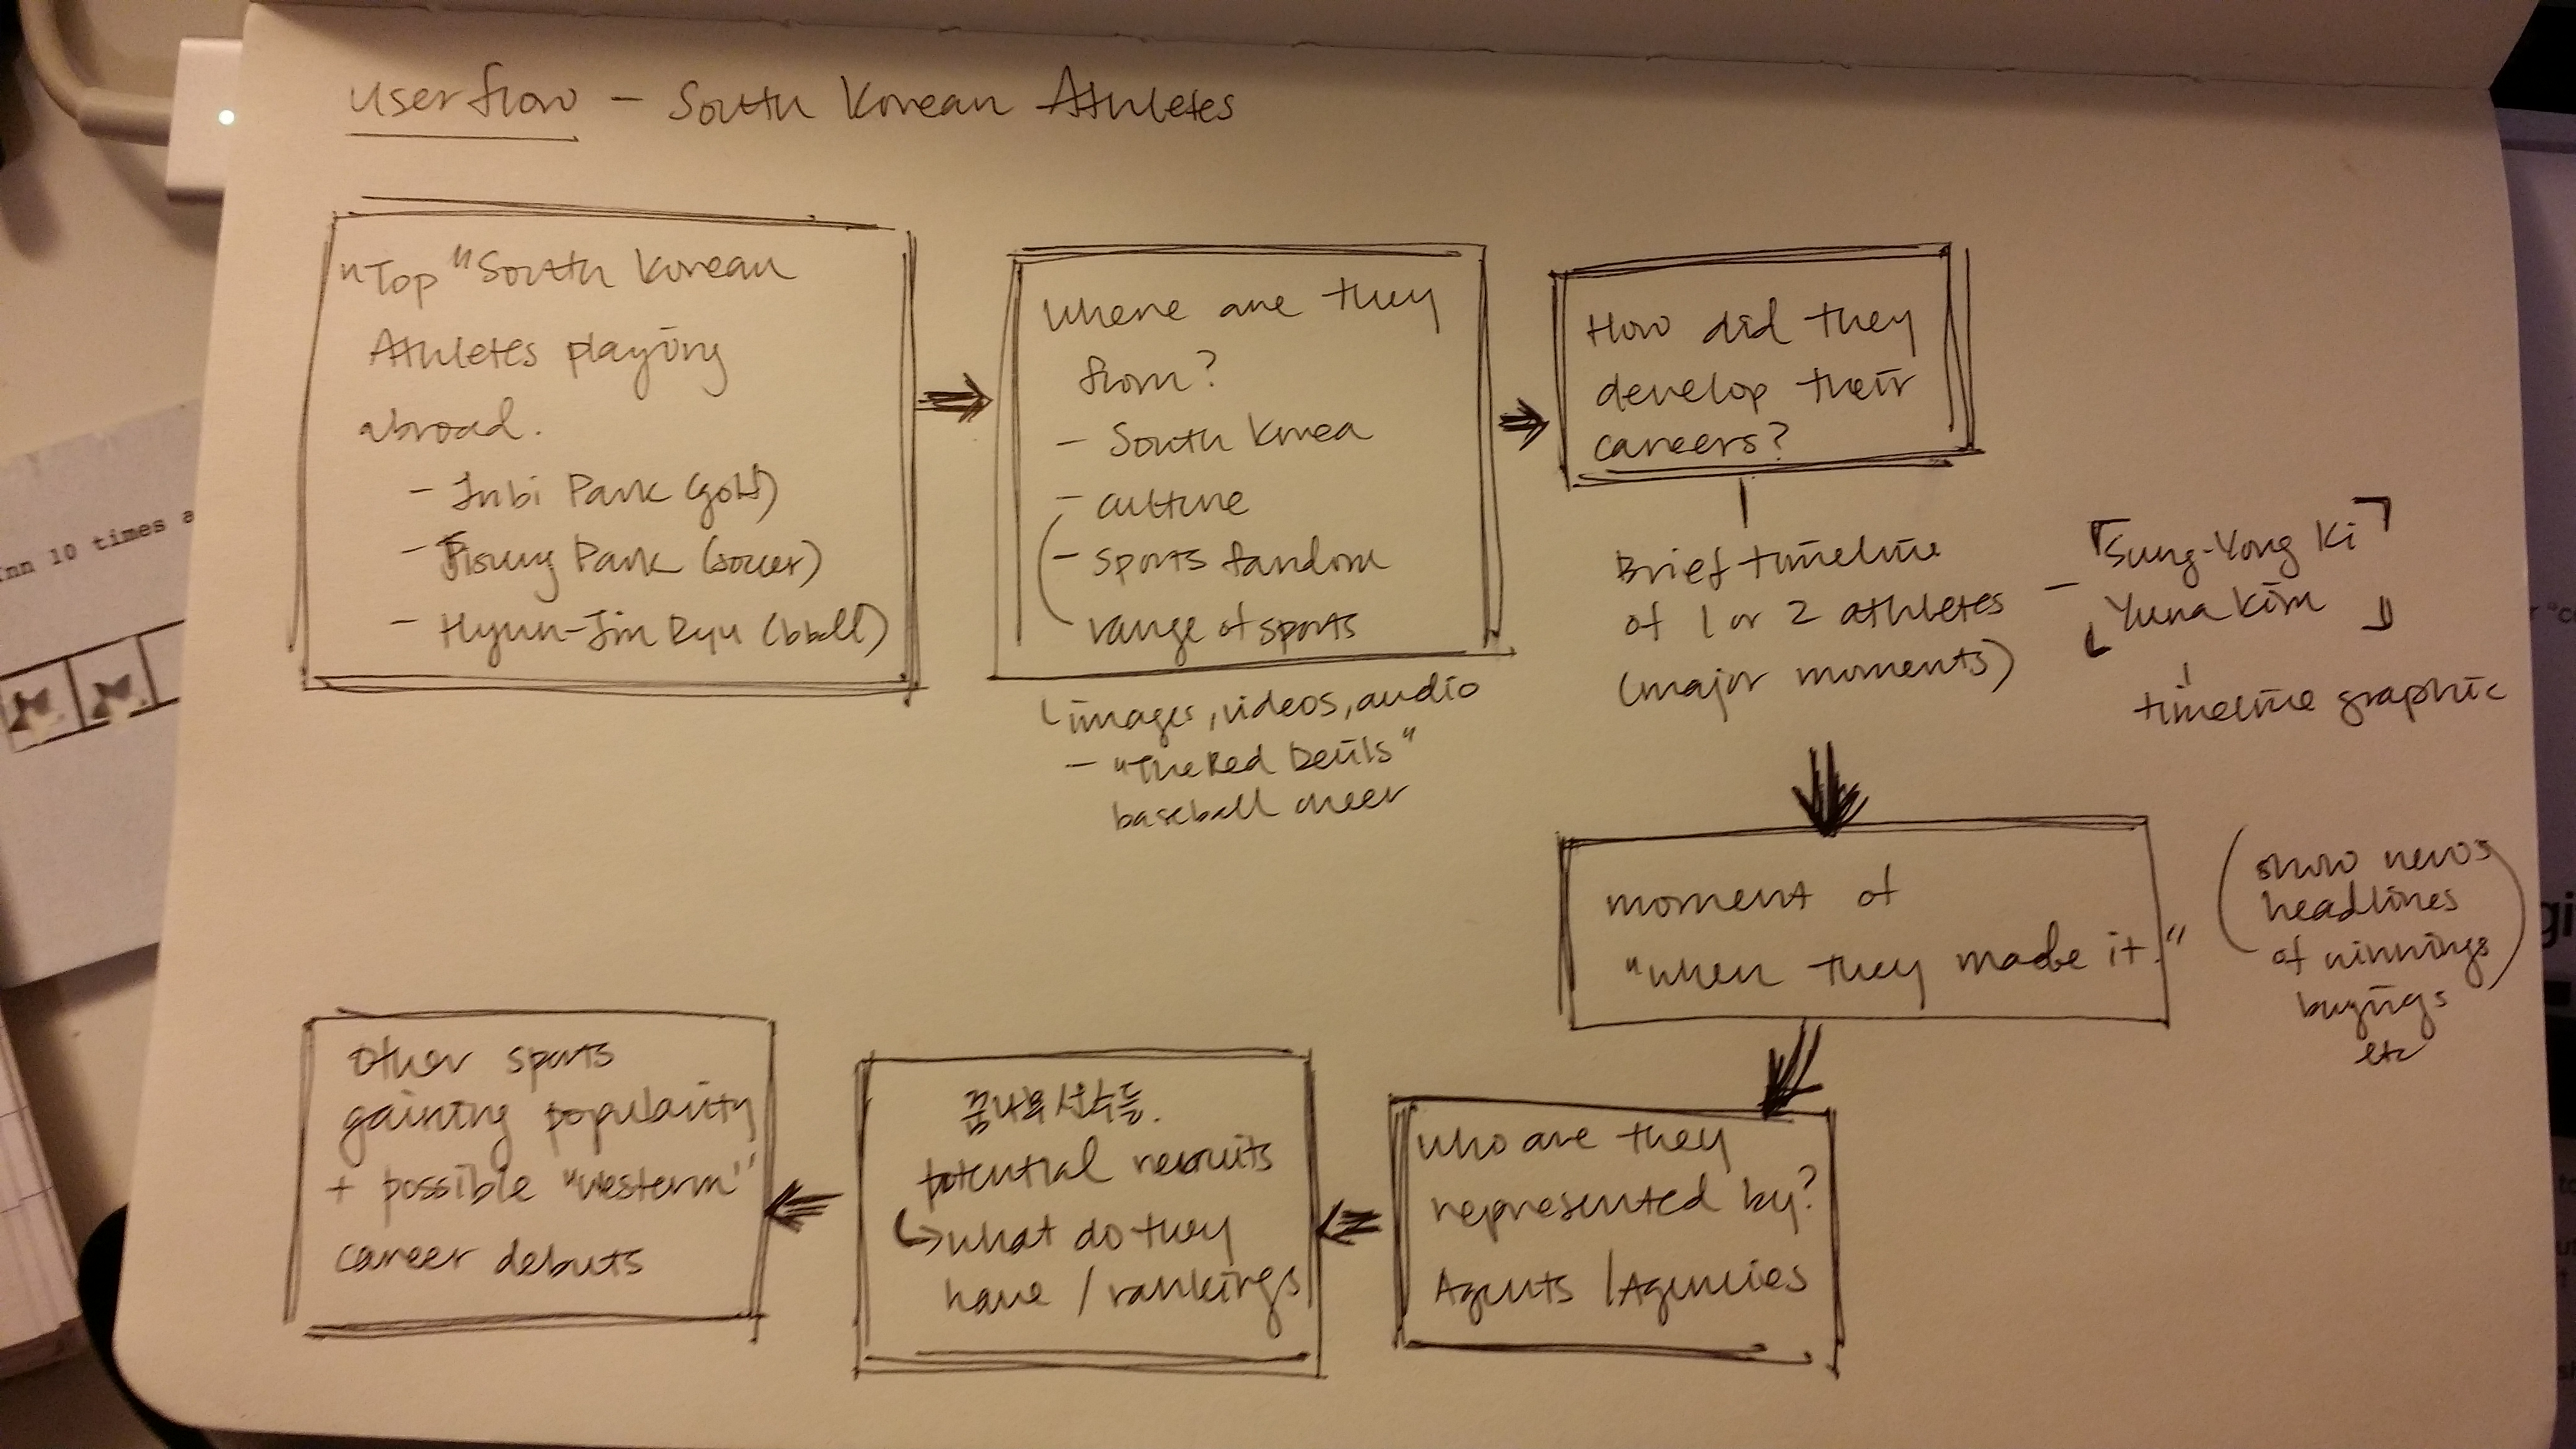 User flow - South Korean Athletes
"Top" South Korean
Athletes playing
abroad.
- Inbi Park (golf)
- Jisung Park (soccer)
- Hyun-Jin Ryu (bball)
Where are they
from?
- South Korea
- culture
- sports fandom
range of sports
images, videos, audio
- "the Red Devils"
baseball cheer
How did they
develop their
careers?
Brief timeline
of 1 or 2 athletes -
(major moments)
Sung-Yong Ki
Yuna Kim
timeline graphic
moment of
"when they made it."
(show news
headlines
of winnings)
buyings
etc
who are they
represented by?
Agents / Agencies
potential recruits
what do they
have / rankings
other sports
gaining popularity
+ possible "western"
career debuts
nn 10 times a
gi